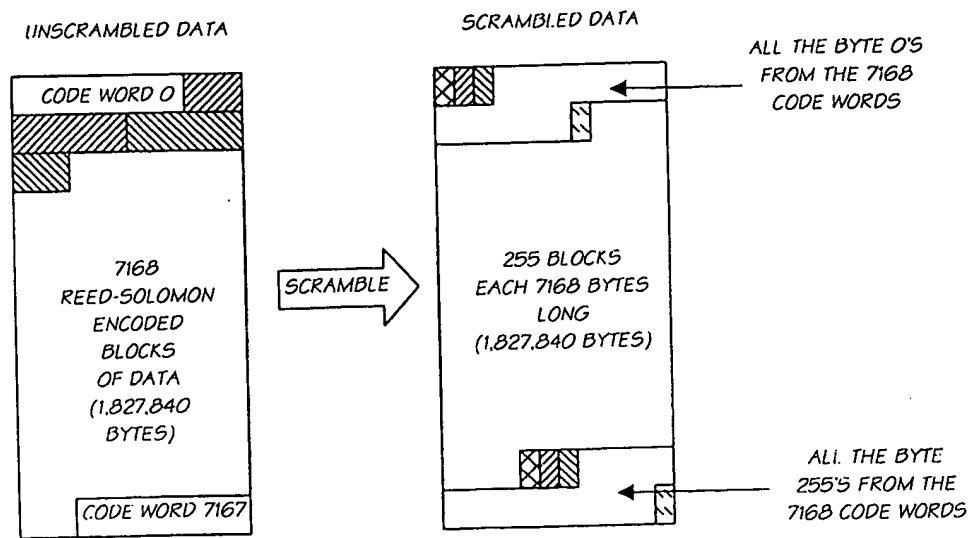 UNSCRAMBLED DATA
SCRAMBLED DATA
CODE WORD 0
ALL THE BYTE 0'S
FROM THE 7168
CODE WORDS
7168
REED-SOLOMON
ENCODED
BLOCKS
OF DATA
(1,827,840
BYTES)
SCRAMBLE
255 BLOCKS
EACH 7168 BYTES
LONG
(1,827,840 BYTES)
CODE WORD 7167
ALL THE BYTE
255'S FROM THE
7168 CODE WORDS